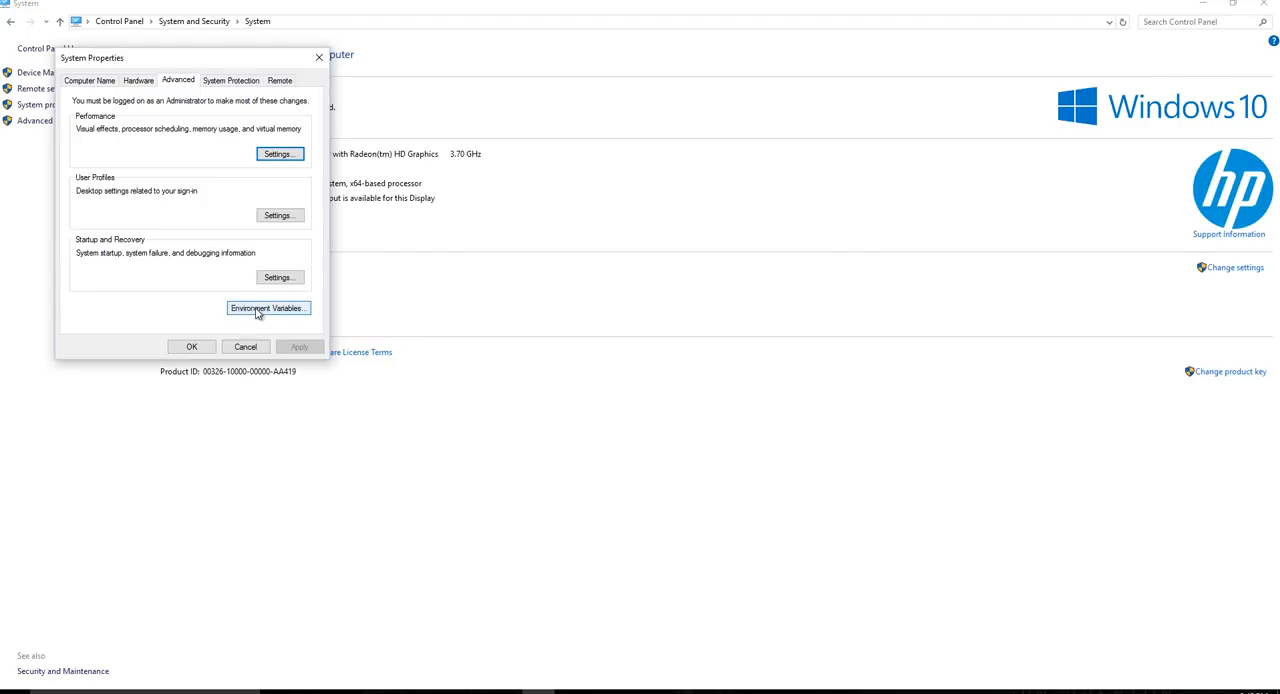 System
Control Panel > System and Security > System
Search Control Panel
Control Pa
System Properties
puter
Device Ma
Computer Name Hardware Advanced System Protection Remote
Remote se
You must be logged on as an Administrator to make most of these changes.
d.
System pro
Windows 10
Performance
Advanced
Visual effects, processor scheduling, memory usage, and virtual memory
Settings...
with Radeon(tm) HD Graphics 3.70 GHz
User Profiles
stem, x64-based processor
Desktop settings related to your sign-in
put is available for this Display
hp
Settings...
Support Information
Startup and Recovery
System startup, system failure, and debugging information
Change settings
Settings...
Environment Variables...
OK Cancel Apply
are License Terms
Product ID: 00326-10000-00000-AA419
Change product key
See also
Security and Maintenance